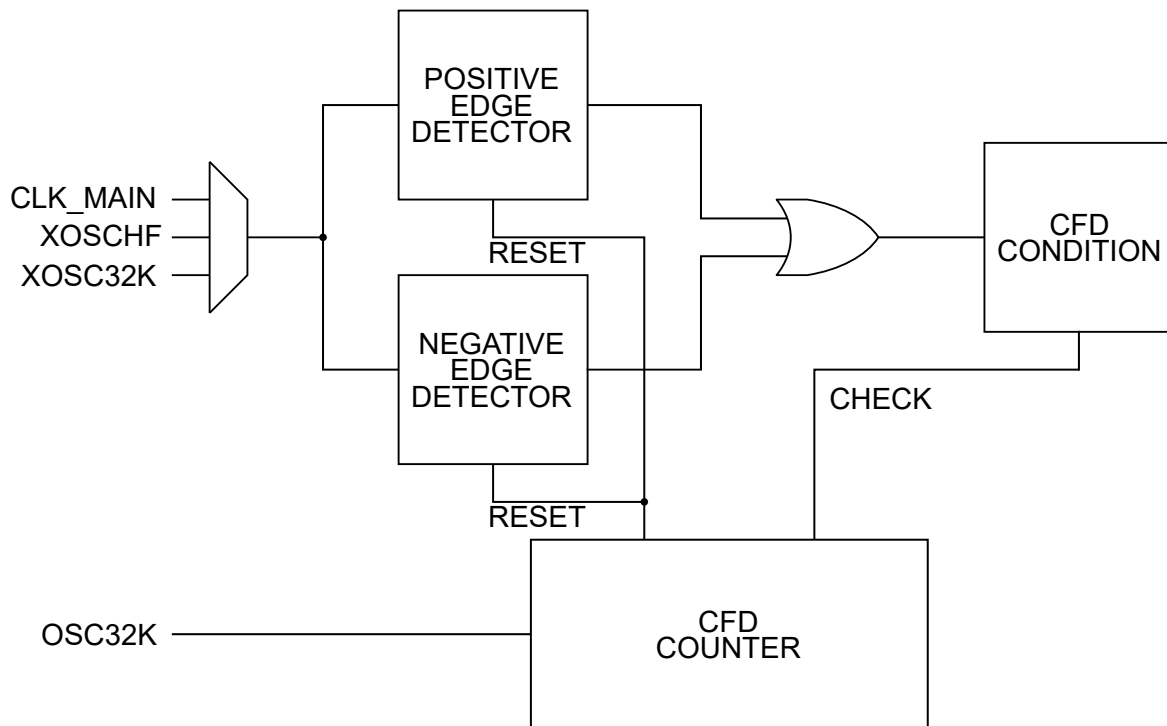 POSITIVE
EDGE
DETECTOR
CLK_MAIN
XOSCHF
XOSC32K
RESET
CFD
CONDITION
NEGATIVE
EDGE
DETECTOR
CHECK
RESET
OSC32K
CFD
COUNTER